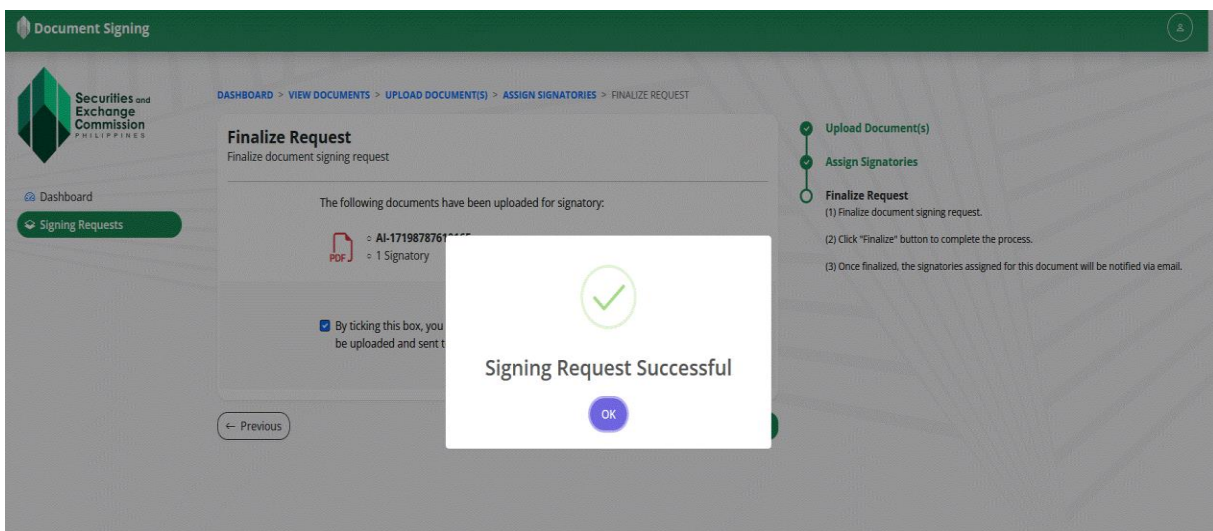 Document Signing
Securities and
Exchange
Commission
PHILIPPINES
Dashboard
Signing Requests
DASHBOARD > VIEW DOCUMENTS > UPLOAD DOCUMENT(S) > ASSIGN SIGNATORIES > FINALIZE REQUEST
Finalize Request
Finalize document signing request
The following documents have been uploaded for signatory:
PDF
1 Signatory
By ticking this box, you
be uploaded and sent
← Previous
Signing Request Successful
OK
Upload Document(s)
Assign Signatories
Finalize Request
(1) Finalize document signing request.
(2) Click "Finalize" button to complete the process.
(3) Once finalized, the signatories assigned for this document will be notified via email.